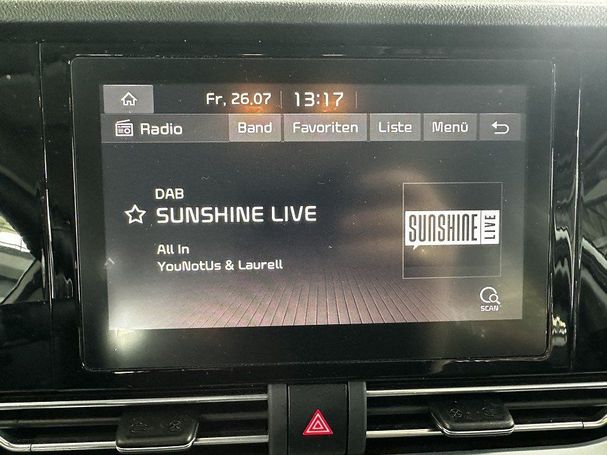 Fr, 26.07 13:17
Radio Band Favoriten Liste Menü
DAB
SUNSHINE LIVE
SUNSHINE LIVE
All In
YouNotUs & Laurell
SCAN